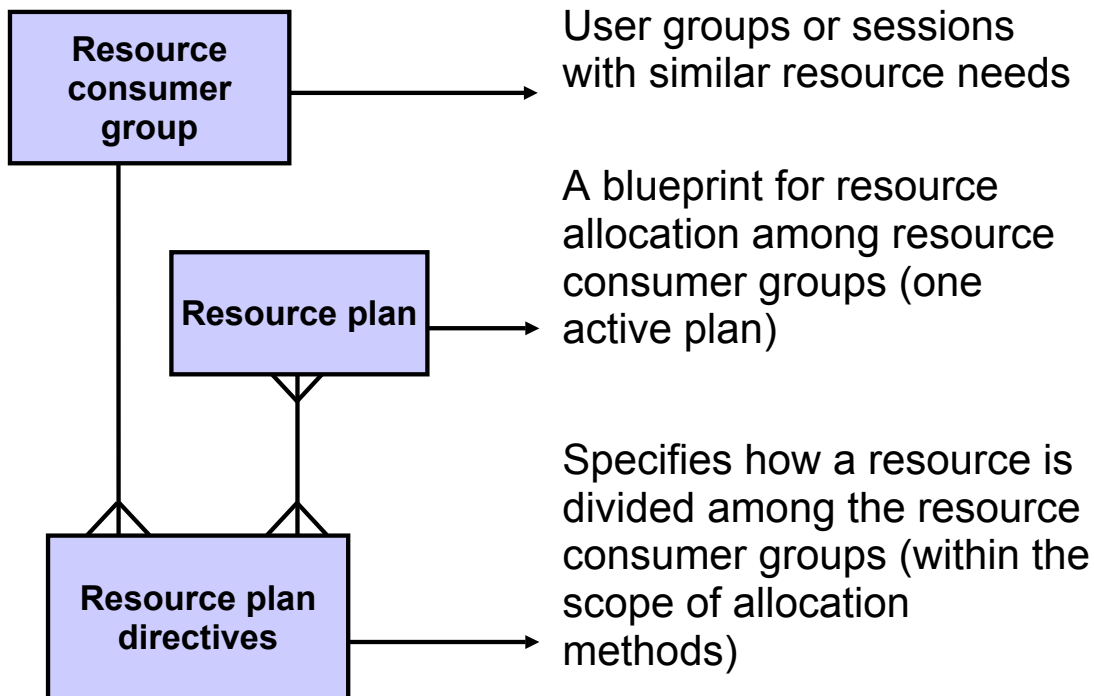 Resource
consumer
group
User groups or sessions
with similar resource needs
Resource plan
A blueprint for resource
allocation among resource
consumer groups (one
active plan)
Resource plan
directives
Specifies how a resource is
divided among the resource
consumer groups (within the
scope of allocation
methods)